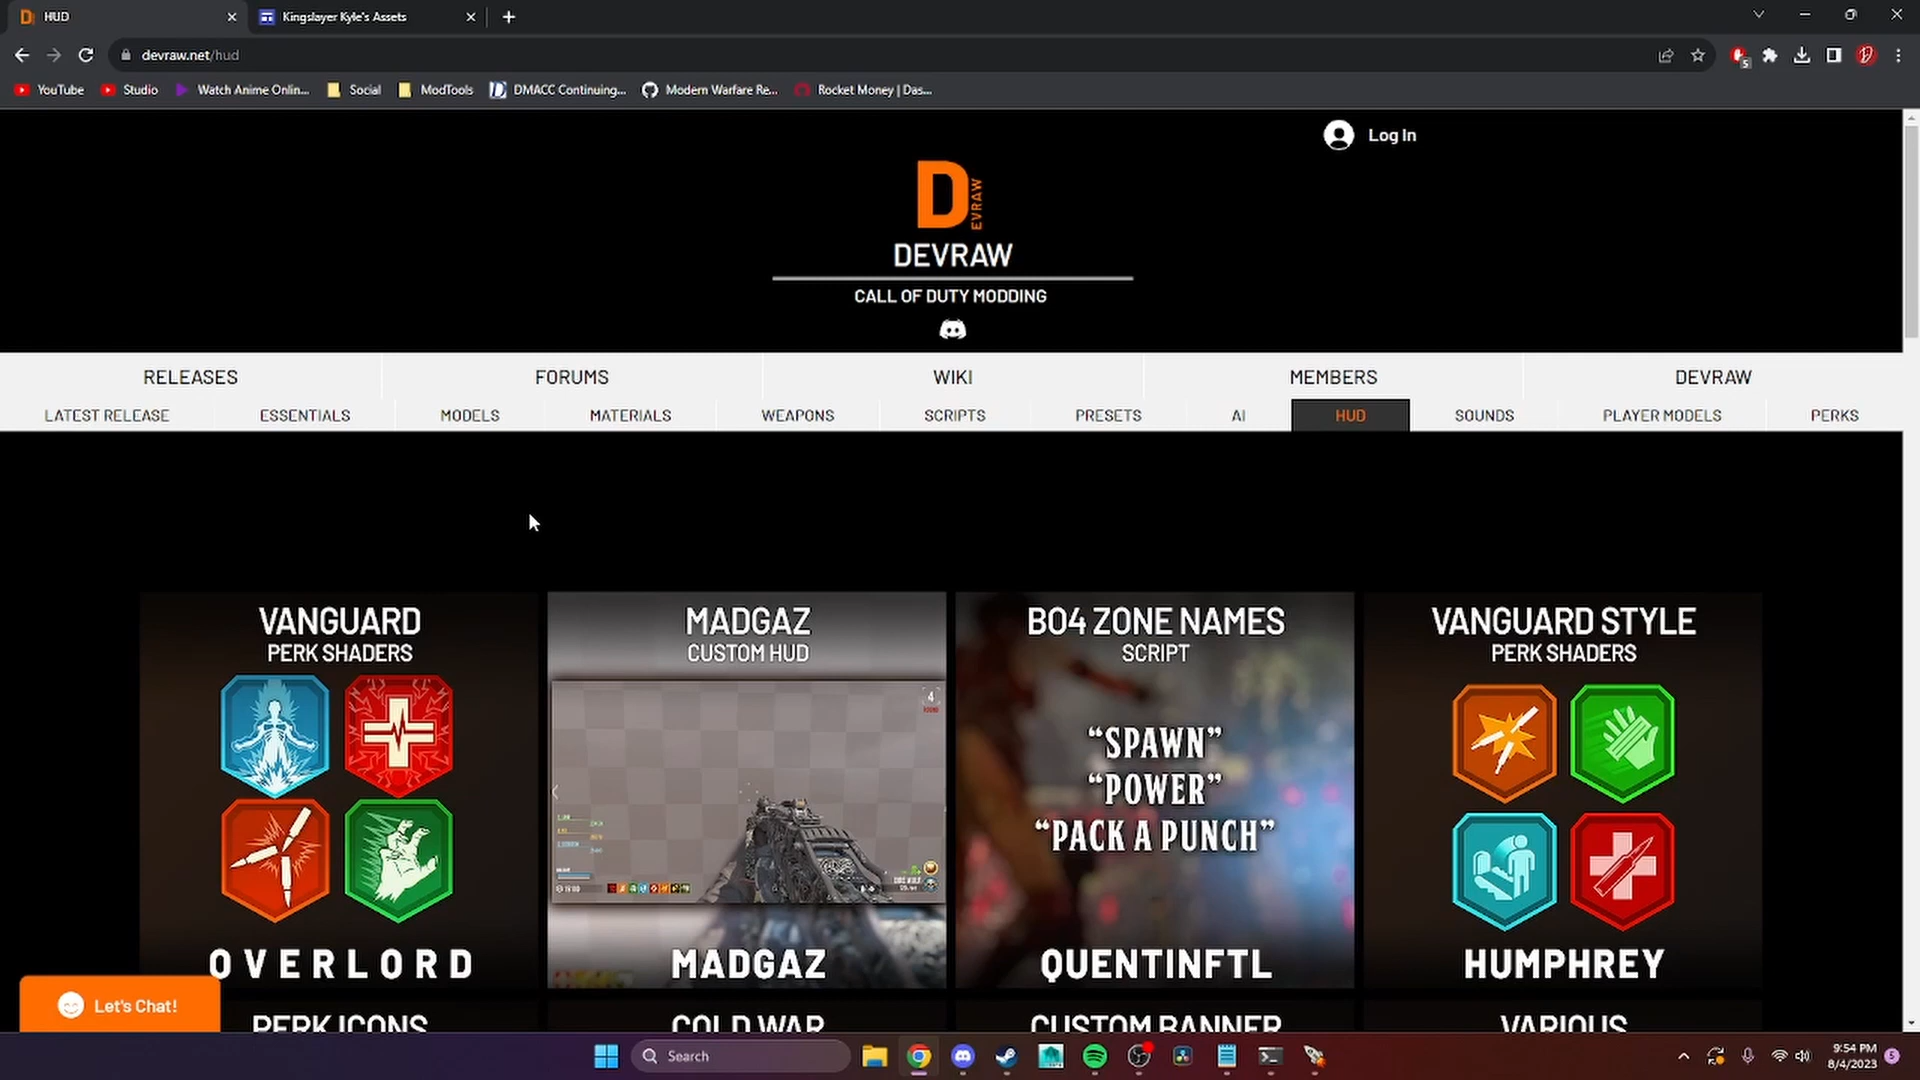 HUD
Kingslayer Kyle's Assets
devraw.net/hud
5
YouTube
Studio
Watch Anime Onlin...
Social
ModTools
DMACC Continuing...
Modern Warfare Re...
Rocket Money | Das...
Log In
D EVRAW
DEVRAW
CALL OF DUTY MODDING
RELEASES
FORUMS
WIKI
MEMBERS
DEVRAW
LATEST RELEASE
ESSENTIALS
MODELS
MATERIALS
WEAPONS
SCRIPTS
PRESETS
AI
HUD
SOUNDS
PLAYER MODELS
PERKS
VANGUARD
PERK SHADERS
OVERLORD
MADGAZ
CUSTOM HUD
4
MADGAZ
BO4 ZONE NAMES
SCRIPT
“SPAWN”
“POWER”
“PACK A PUNCH”
QUENTINFTL
VANGUARD STYLE
PERK SHADERS
HUMPHREY
Let's Chat!
PERK ICONS
COLD WAR
CUSTOM BANNER
VARIOUS
Search
9:54 PM
8/4/2023
5